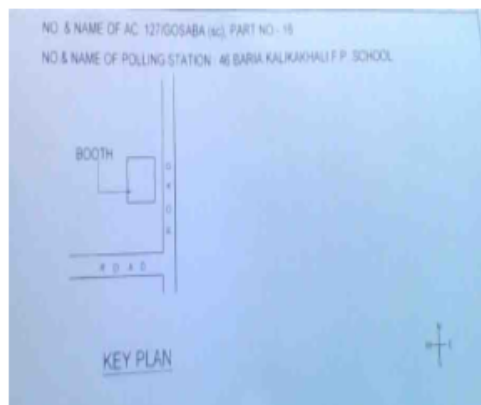 NO. & NAME OF AC. 127/GOSABA (sc), PART NO.- 16
NO.& NAME OF POLLING STATION : 46 BARIA KALIKAKHALI F.P. SCHOOL
BOOTH
ROAD
ROAD
KEY PLAN